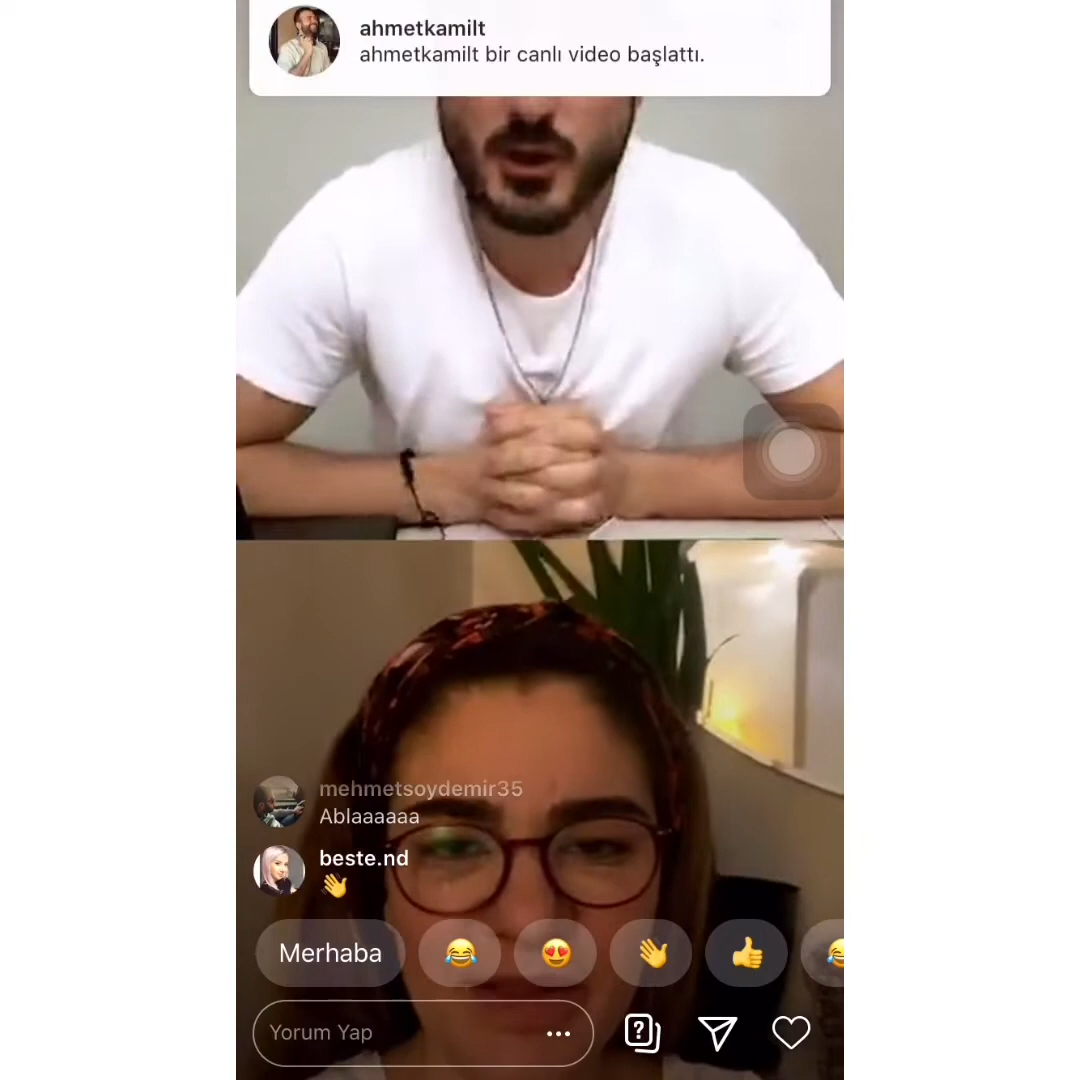 ahmetkamilt
ahmetkamilt bir canlı video başlattı.
mehmetsoydemir35
Ablaaaaaa
beste.nd
👋
Merhaba 😂 😍 👋 👍 😂
Yorum Yap